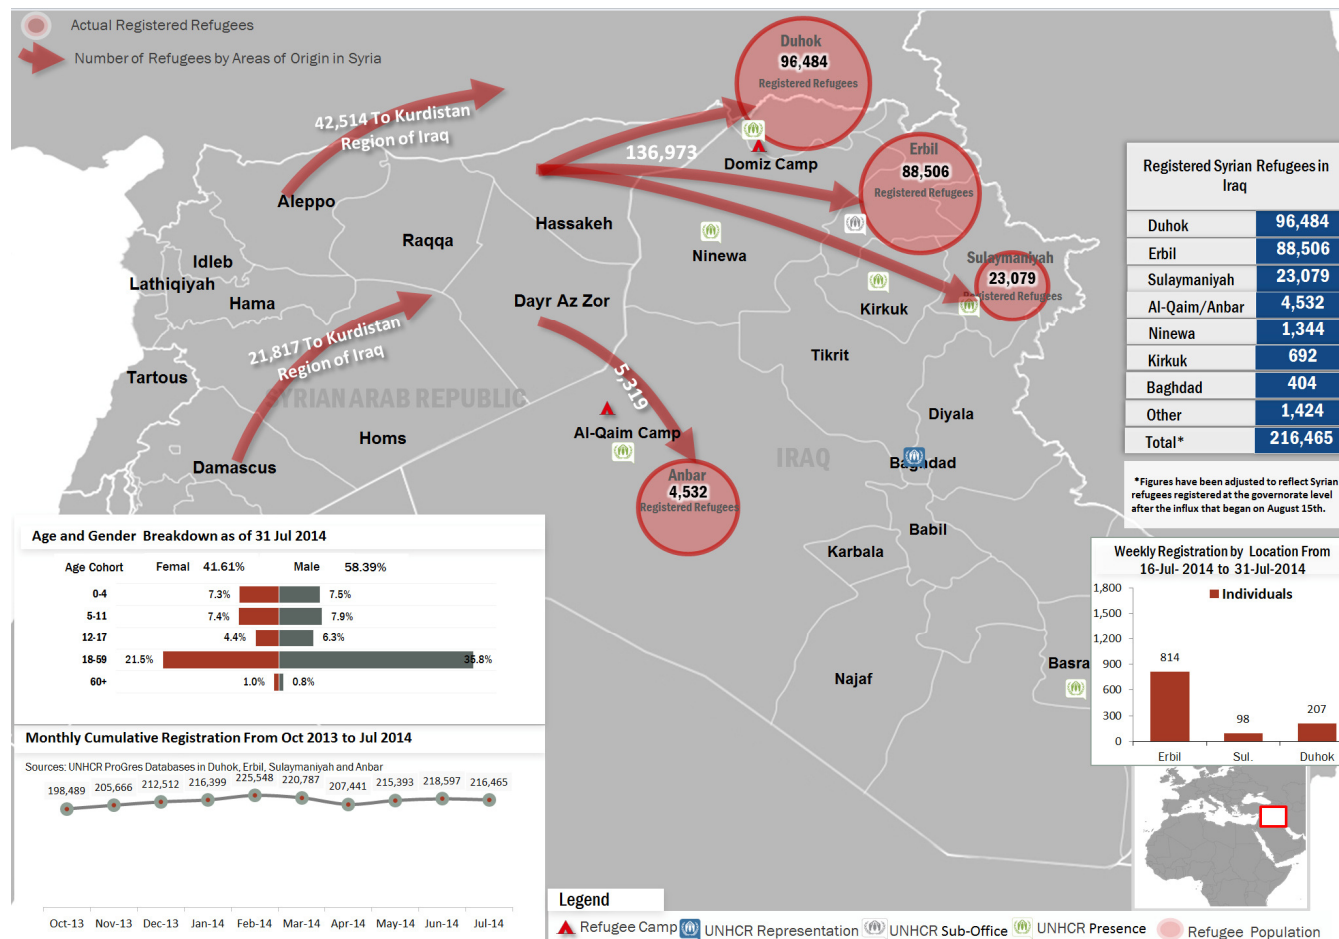 Actual Registered Refugees
Number of Refugees by Areas of Origin in Syria
42,514 To Kurdistan
Region of Iraq
21,817 To Kurdistan
Region of Iraq
136,973
5,319
Duhok
96,484
Registered Refugees
Domiz Camp
Erbil
88,506
Registered Refugees
Sulaymaniyah
23,079
Registered Refugees
Aleppo
Raqqa
Hassakeh
Ninewa
Idleb
Lathiqiyah
Hama
Dayr Az Zor
Kirkuk
Tikrit
Tartous
SYRIAN ARAB REPUBLIC
Homs
Al-Qaim Camp
Diyala
IRAQ
Baghdad
Damascus
Anbar
4,532
Registered Refugees
Babil
Karbala
Najaf
Basra
Registered Syrian Refugees in
Iraq
Duhok 96,484
Erbil 88,506
Sulaymaniyah 23,079
Al-Qaim/Anbar 4,532
Ninewa 1,344
Kirkuk 692
Baghdad 404
Other 1,424
Total* 216,465
*Figures have been adjusted to reflect Syrian
refugees registered at the governorate level
after the influx that began on August 15th.
Age and Gender Breakdown as of 31 Jul 2014
Age Cohort Femal 41.61% Male 58.39%
0-4 7.3% 7.5%
5-11 7.4% 7.9%
12-17 4.4% 6.3%
18-59 21.5% 35.8%
60+ 1.0% 0.8%
Monthly Cumulative Registration From Oct 2013 to Jul 2014
Sources: UNHCR ProGres Databases in Duhok, Erbil, Sulaymaniyah and Anbar
198,489 205,666 212,512 216,399 225,548 220,787 207,441 215,393 218,597 216,465
Oct-13 Nov-13 Dec-13 Jan-14 Feb-14 Mar-14 Apr-14 May-14 Jun-14 Jul-14
Weekly Registration by Location From
16-Jul- 2014 to 31-Jul-2014
Individuals
1,800
1,500
1,200
900
600
300
0
814
98
207
Erbil Sul. Duhok
Legend
Refugee Camp UNHCR Representation UNHCR Sub-Office UNHCR Presence Refugee Population